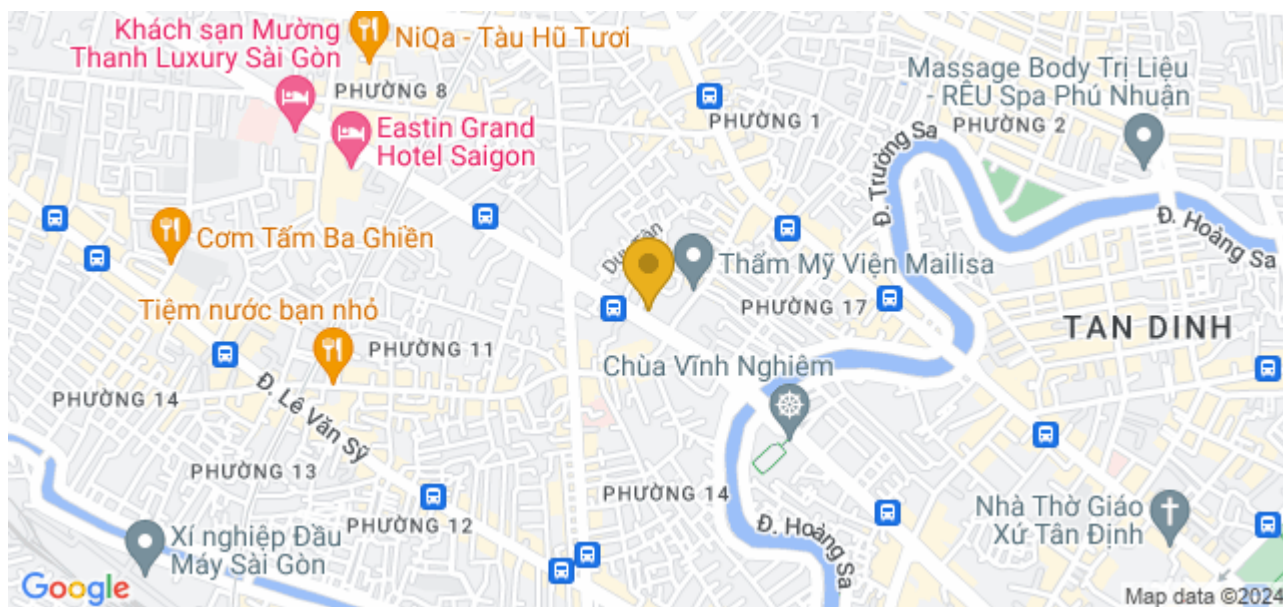 Khách sạn Mường
Thanh Luxury Sài Gòn
NiQa - Tàu Hũ Tươi
PHƯỜNG 8
Eastin Grand
Hotel Saigon
PHƯỜNG 1
Massage Body Trị Liệu
- RÊU Spa Phú Nhuận
PHƯỜNG 2
Đ. Trường Sa
Đ. Hoàng Sa
Cơm Tấm Ba Ghiền
Thẩm Mỹ Viện Mailisa
Tiệm nước bạn nhỏ
PHƯỜNG 17
TAN DINH
PHƯỜNG 11
Chùa Vĩnh Nghiêm
PHƯỜNG 14
Đ. Lê Văn Sỹ
PHƯỜNG 13
PHƯỜNG 14
PHƯỜNG 12
Đ. Hoàng Sa
Nhà Thờ Giáo
Xứ Tân Định
Xí nghiệp Đầu
Máy Sài Gòn
Google
Map data ©2024